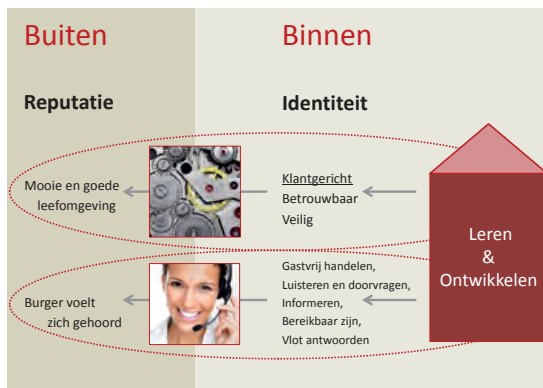 Buiten
Binnen
Reputatie
Identiteit
Mooie en goede
leefomgeving
Klantgericht
Betrouwbaar
Veilig
Leren
&
Ontwikkelen
Burger voelt
zich gehoord
Gastvrij handelen,
Luisteren en doorvragen,
Informeren,
Bereikbaar zijn,
Vlot antwoorden